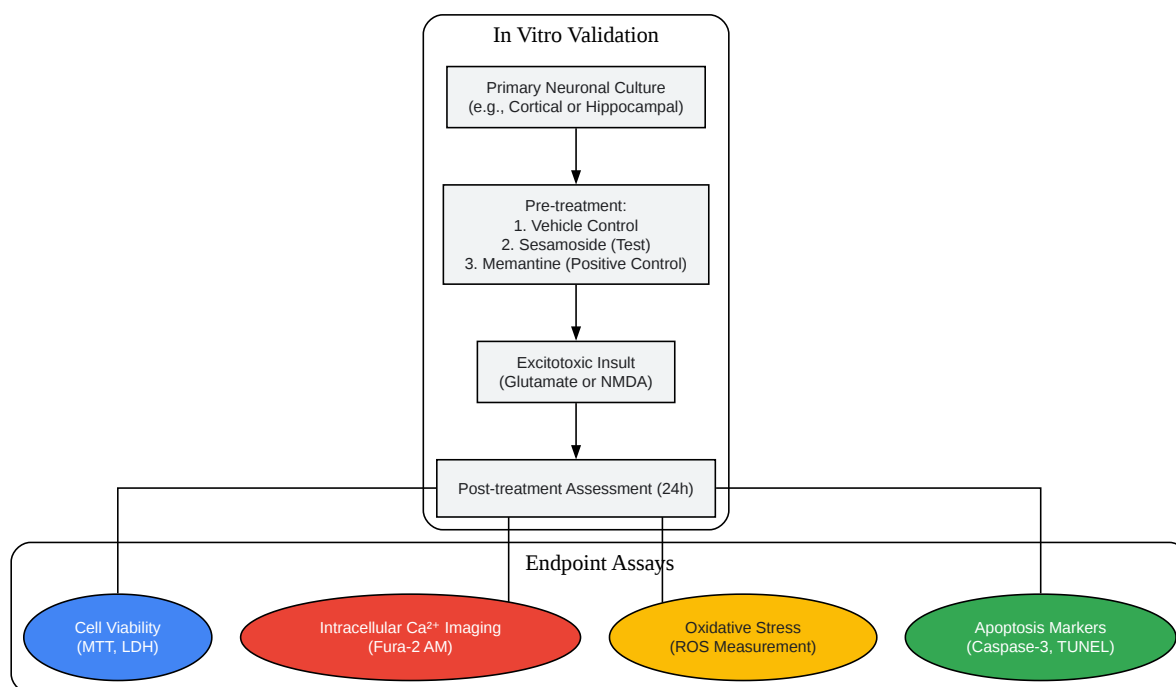 In Vitro Validation
Primary Neuronal Culture
(e.g., Cortical or Hippocampal)
Pre-treatment:
1. Vehicle Control
2. Sesamoside (Test)
3. Memantine (Positive Control)
Excitotoxic Insult
(Glutamate or NMDA)
Post-treatment Assessment (24h)
Endpoint Assays
Cell Viability
(MTT, LDH)
Intracellular Ca²⁺ Imaging
(Fura-2 AM)
Oxidative Stress
(ROS Measurement)
Apoptosis Markers
(Caspase-3, TUNEL)